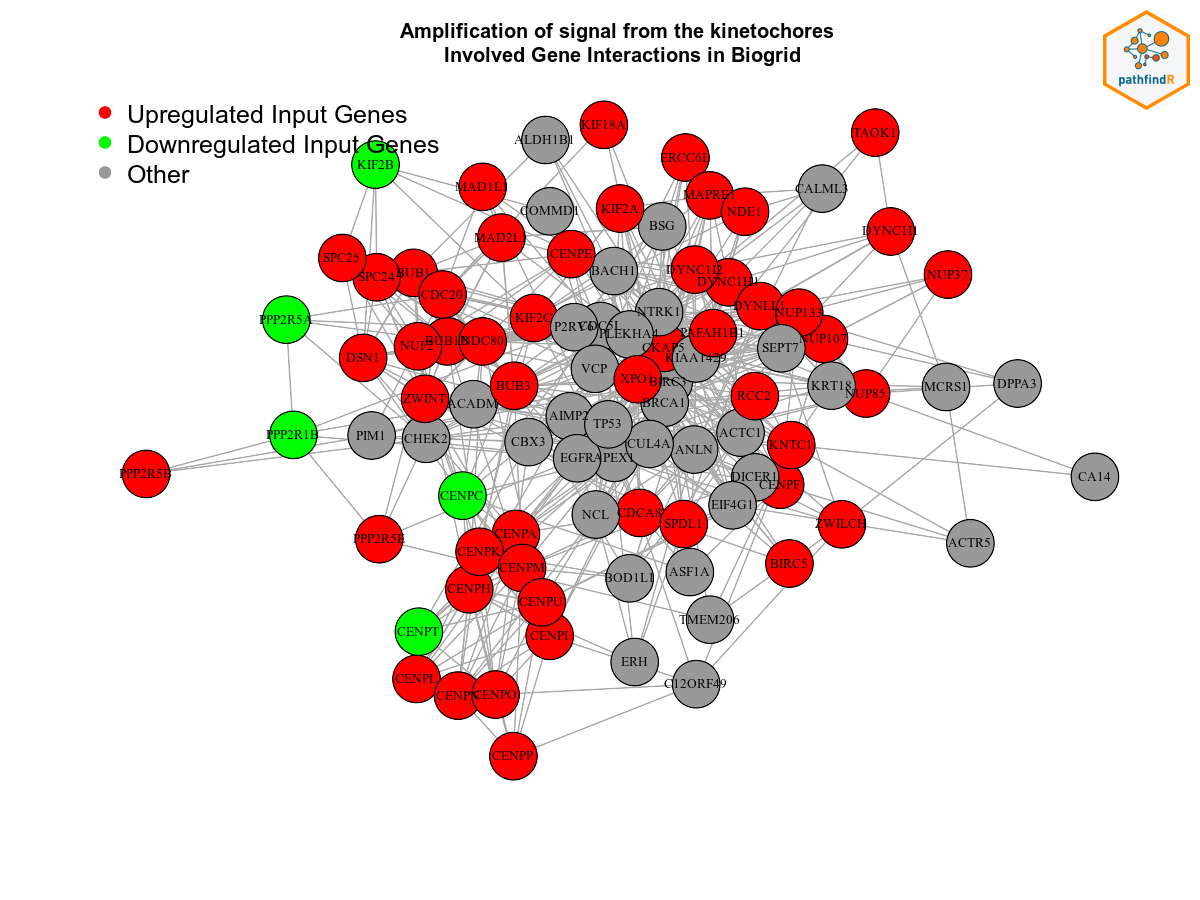 Amplification of signal from the kinetochores
Involved Gene Interactions in Biogrid
pathfindR
Upregulated Input Genes
Downregulated Input Genes
Other
KIF18A
TAOK1
ALDH1B1
ERCC6L
KIF2B
MAD1L
CALML3
MAPRE1
COMMD1
KIF2A
NDE1
BSG
DYNC1I1
MAD2L1
CENPE
SPC25
BACH1
DYNC1I2
BUB1
SPC24
NUP37
DYNC1H1
CDC20
DYNLL1
NTRK1
NUP133
PPP2R5A
KIF2C
P2RY6
CDC5L
PLEKHA4
PAFAH1B1
NUP107
BUB1B
NDC80
NUP2
CKAP5
SEPT7
DSN1
KIAA1429
VCP
XPO1
BIRC3
DPPA3
BUB3
KRT18
MCRS1
NUP85
RCC2
ZWINT
ACADM
BRCA1
AIMP2
TP53
ACTC1
PPP2R1B
PIM1
CHEK2
CBX3
CUL4A
KNTC1
ANLN
EGFR
APEX1
PPP2R5B
CA14
DICER1
CENPF
CENPC
EIF4G1
NCL
CDCA8
SPDL1
ZWILCH
CENPA
PPP2R5E
ACTR5
CENPK
BIRC5
CENPM
ASF1A
BOD1L1
CENPH
CENPU
TMEM206
CENPT
CENPI
ERH
CENPL
C12ORF49
CENPO
CENPP